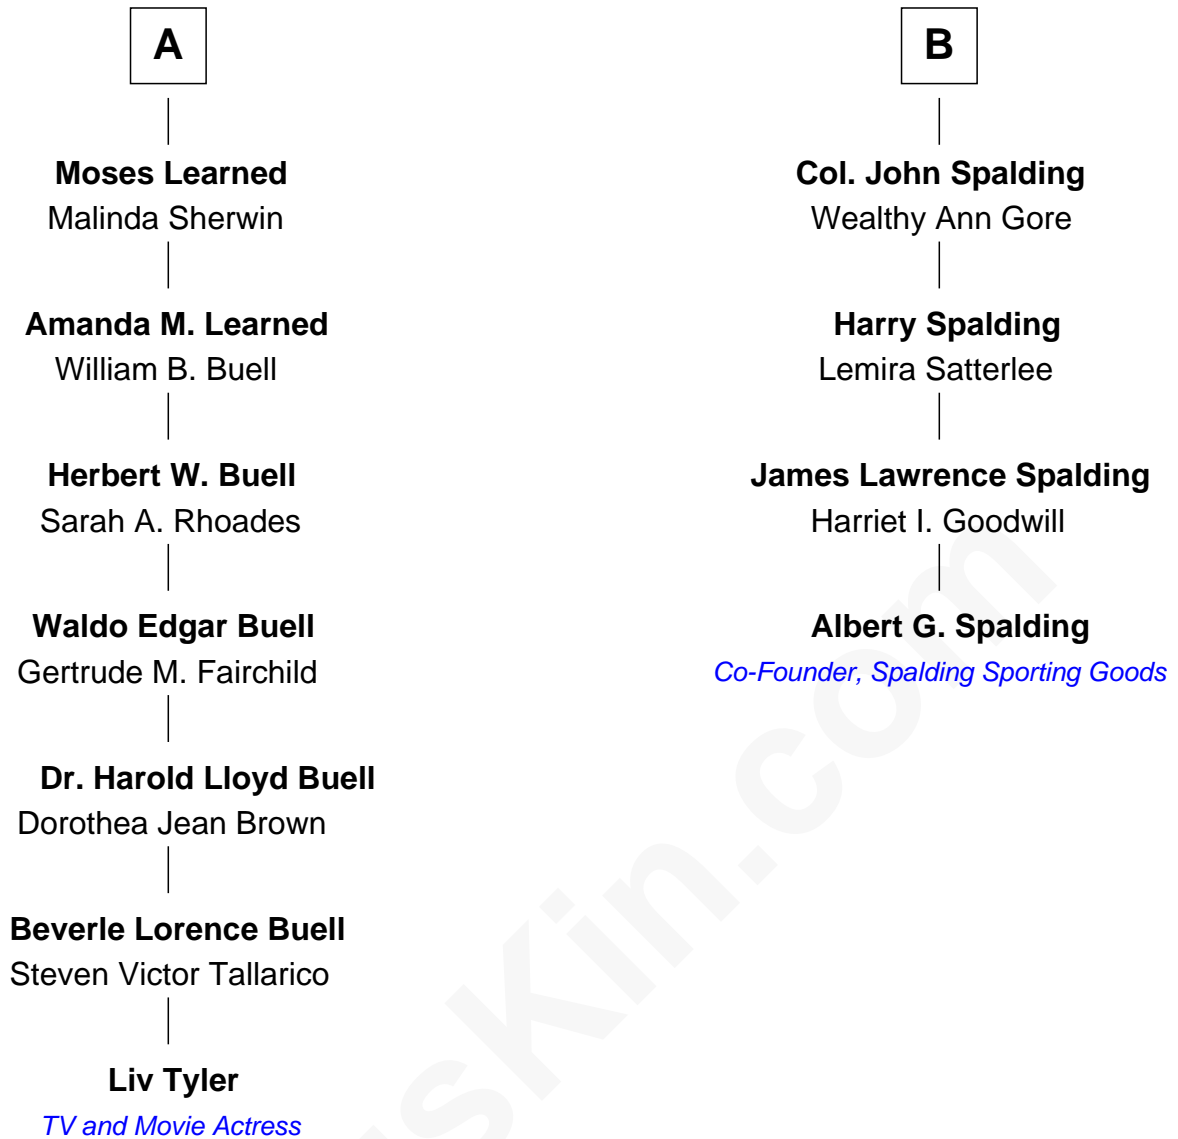 A
Moses Learned
Malinda Sherwin
Amanda M. Learned
William B. Buell
Herbert W. Buell
Sarah A. Rhoades
Waldo Edgar Buell
Gertrude M. Fairchild
Dr. Harold Lloyd Buell
Dorothea Jean Brown
Beverle Lorence Buell
Steven Victor Tallarico
Liv Tyler
TV and Movie Actress
B
Col. John Spalding
Wealthy Ann Gore
Harry Spalding
Lemira Satterlee
James Lawrence Spalding
Harriet I. Goodwill
Albert G. Spalding
Co-Founder, Spalding Sporting Goods
sKin.com